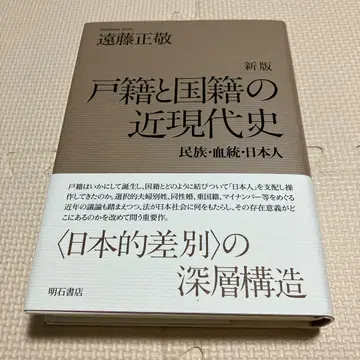 遠藤正敬
新版
戸籍と国籍の
近現代史
民族・血統・日本人
戸籍はいかにして誕生し、国籍とどのように結びついて「日本人」を支配し操
作してきたのか。選択的夫婦別姓、同性婚、重国籍、マイナンバー等をめぐる
近年の議論も踏まえつつ、法が日本社会に何をもたらし、その存在意義がど
こにあるのかを改めて問う重要作。
〈日本的差別〉の
深層構造
明石書店